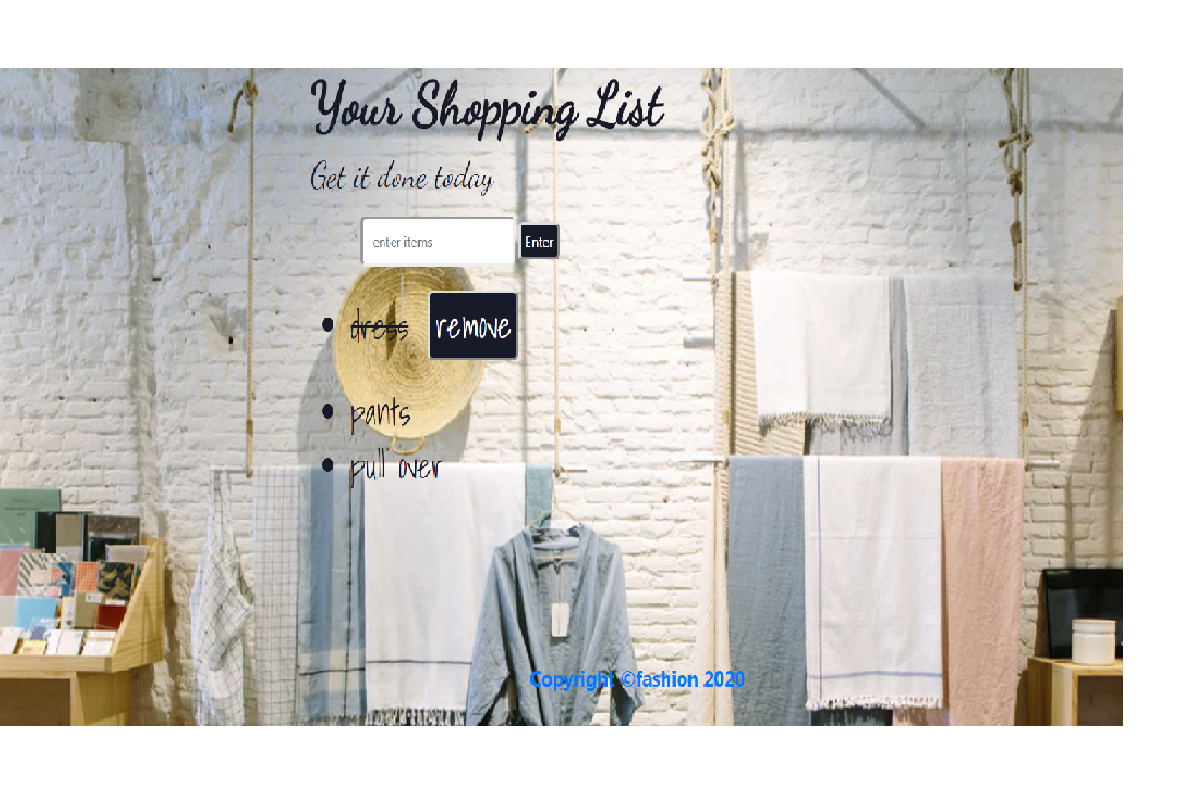 Your Shopping List
Get it done today
enter items Enter
dress remove
pants
pull over
Copyright ©fashion 2020